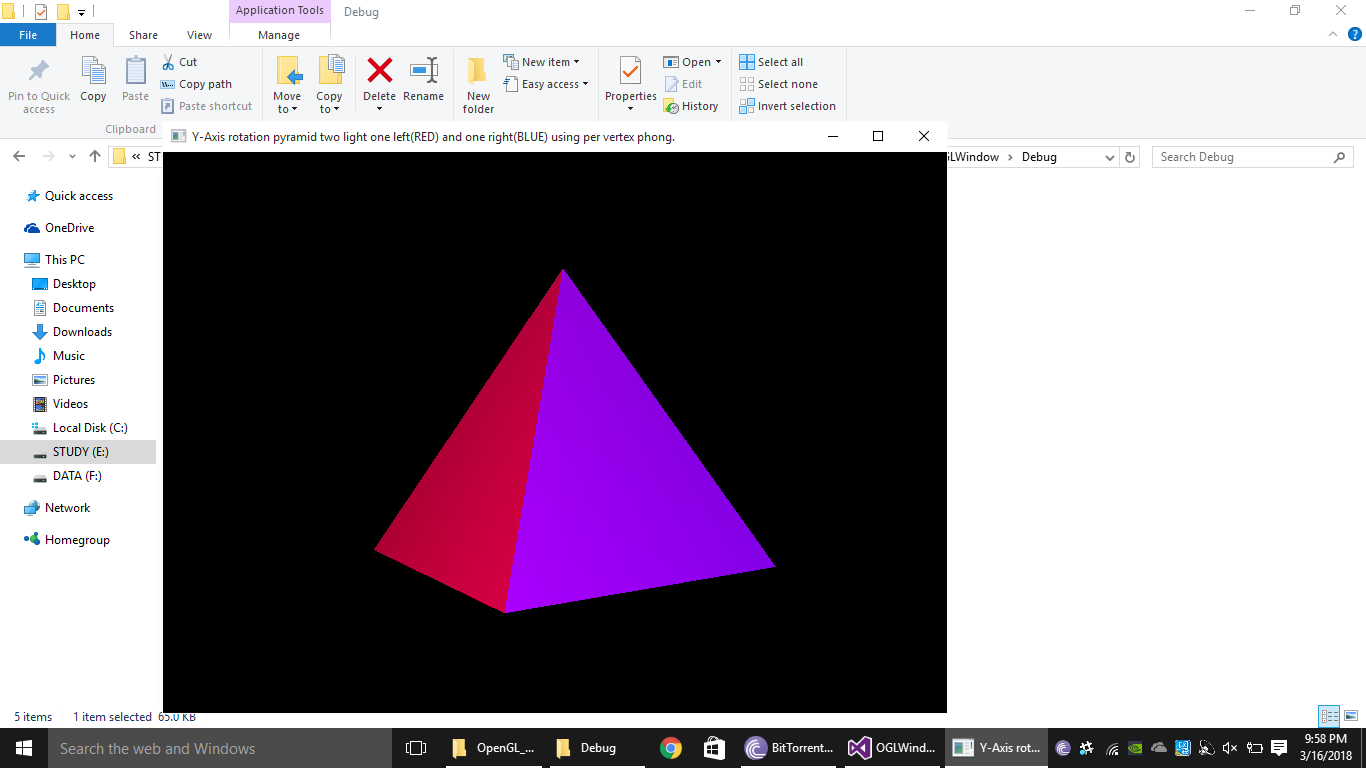 Application Tools Debug
File Home Share View Manage
Pin to Quick access
Copy
Paste
Cut
Copy path
Paste shortcut
Clipboard
Move to
Copy to
Delete
Rename
New folder
New item
Easy access
Properties
Open
Edit
History
Select all
Select none
Invert selection
Y-Axis rotation pyramid two light one left(RED) and one right(BLUE) using per vertex phong.
« ST
GLWindow › Debug
Search Debug
Quick access
OneDrive
This PC
Desktop
Documents
Downloads
Music
Pictures
Videos
Local Disk (C:)
STUDY (E:)
DATA (F:)
Network
Homegroup
5 items 1 item selected 65.0 KB
Search the web and Windows
OpenGL_...
Debug
BitTorrent...
OGLWind...
Y-Axis rot...
9:58 PM
3/16/2018